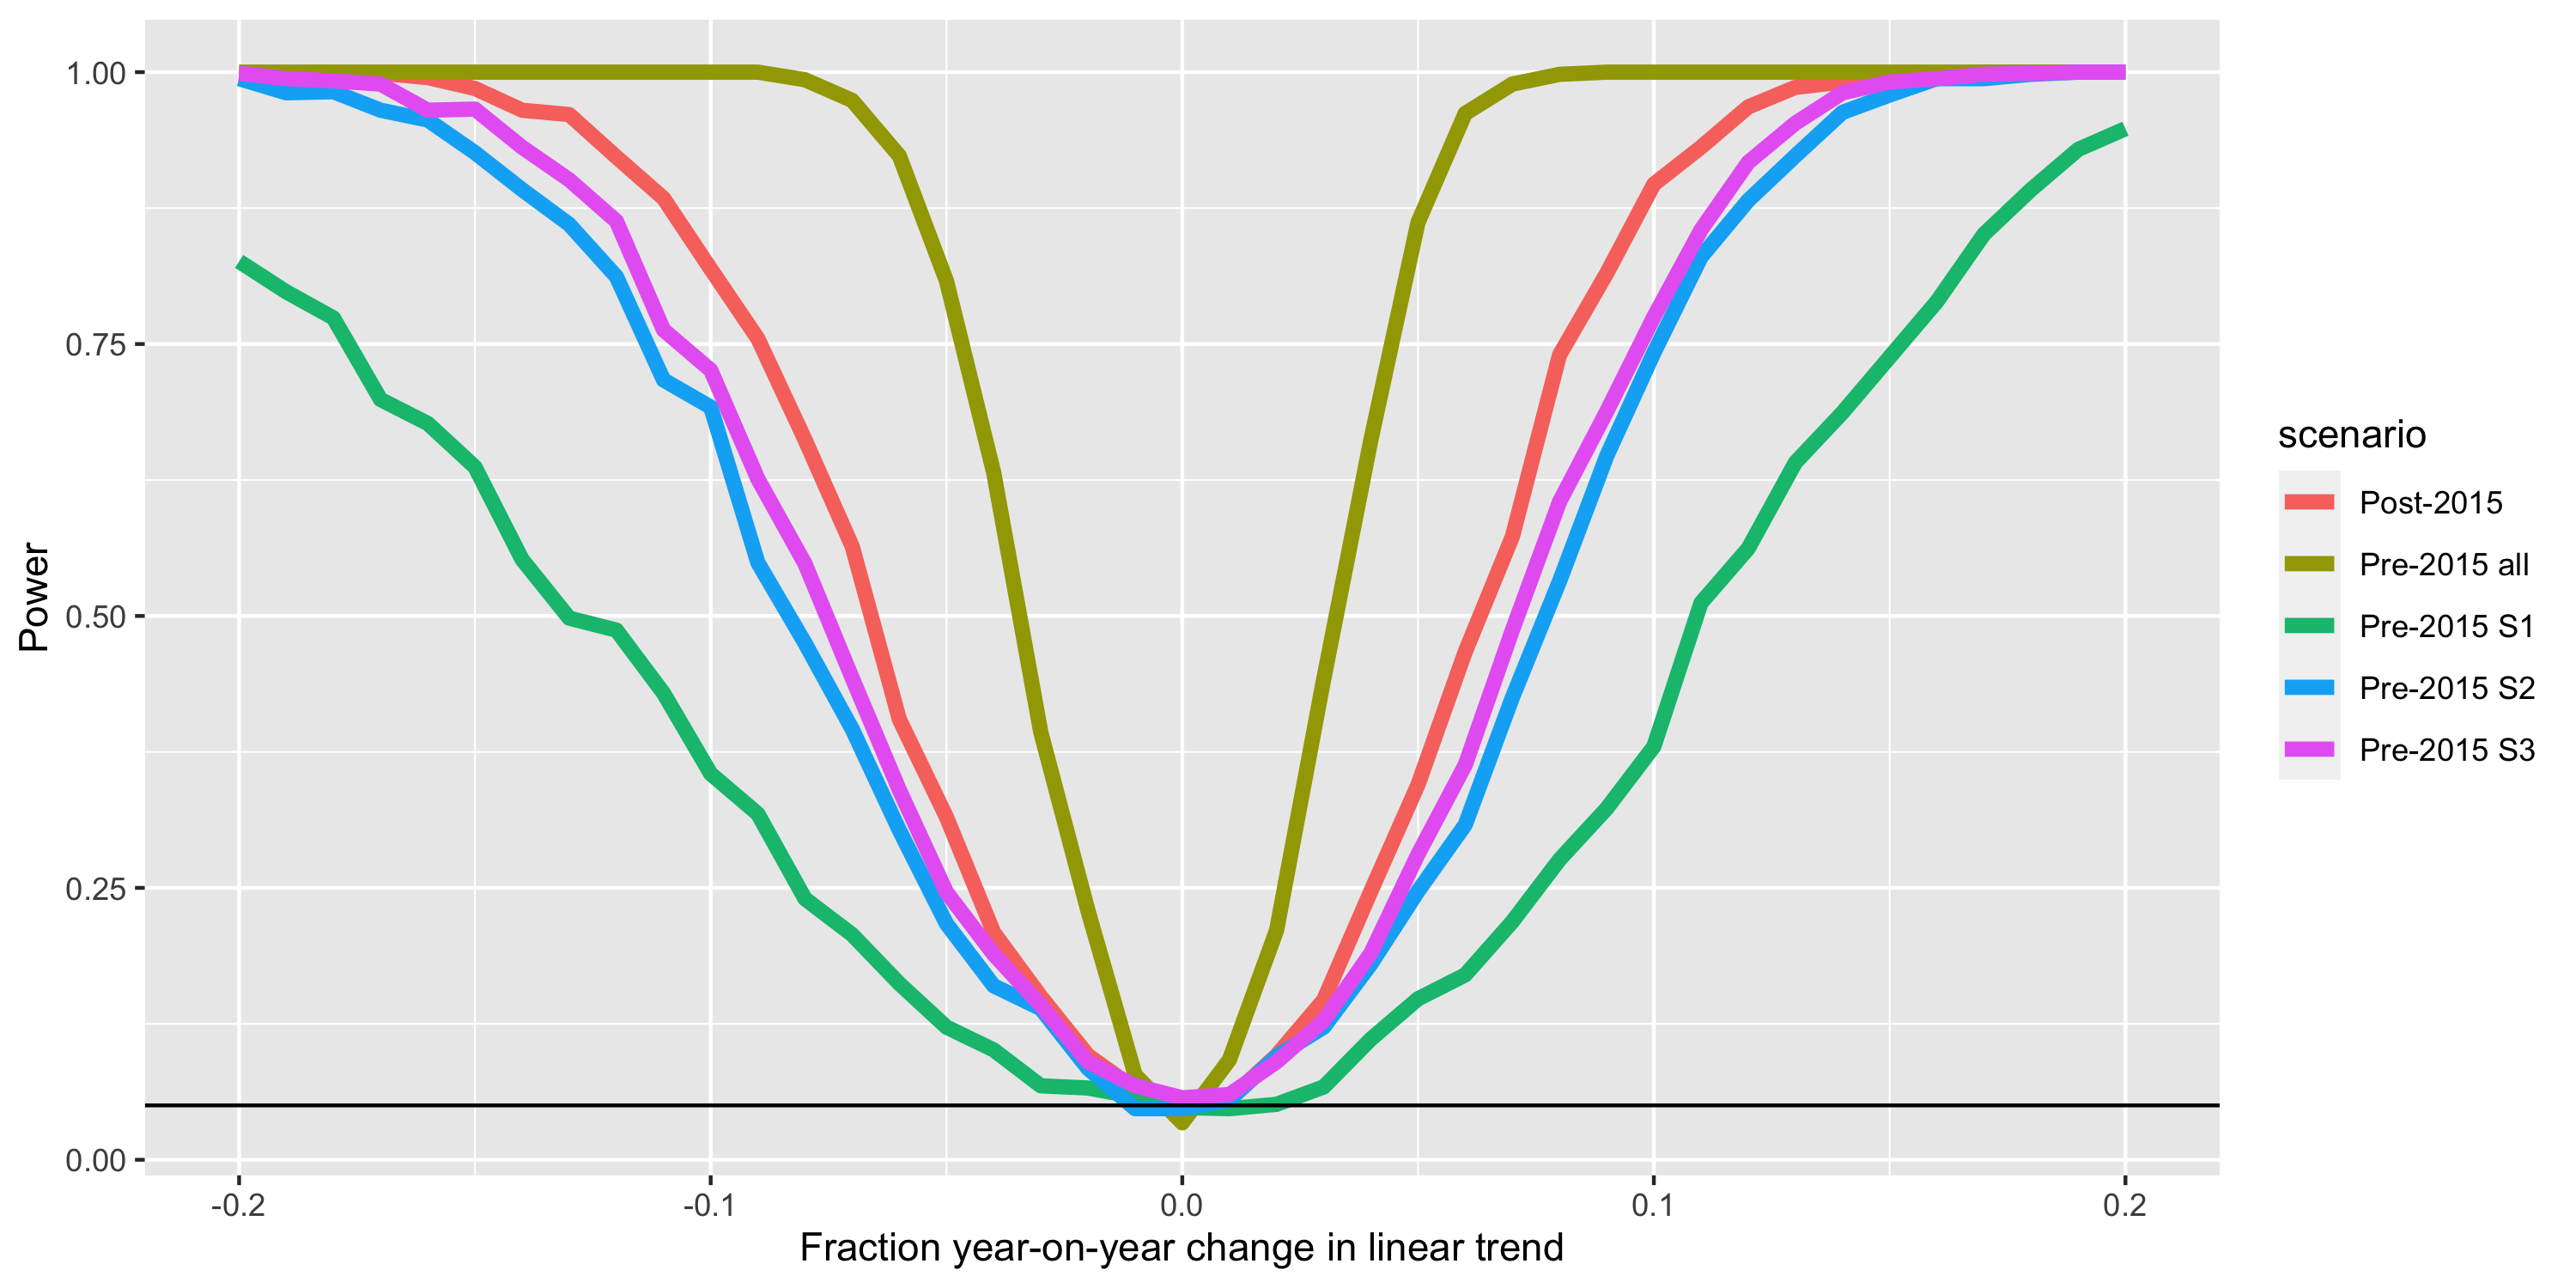 1.00
0.75
0.50
0.25
0.00
Power
-0.2
-0.1
0.0
0.1
0.2
Fraction year-on-year change in linear trend
scenario
Post-2015
Pre-2015 all
Pre-2015 S1
Pre-2015 S2
Pre-2015 S3